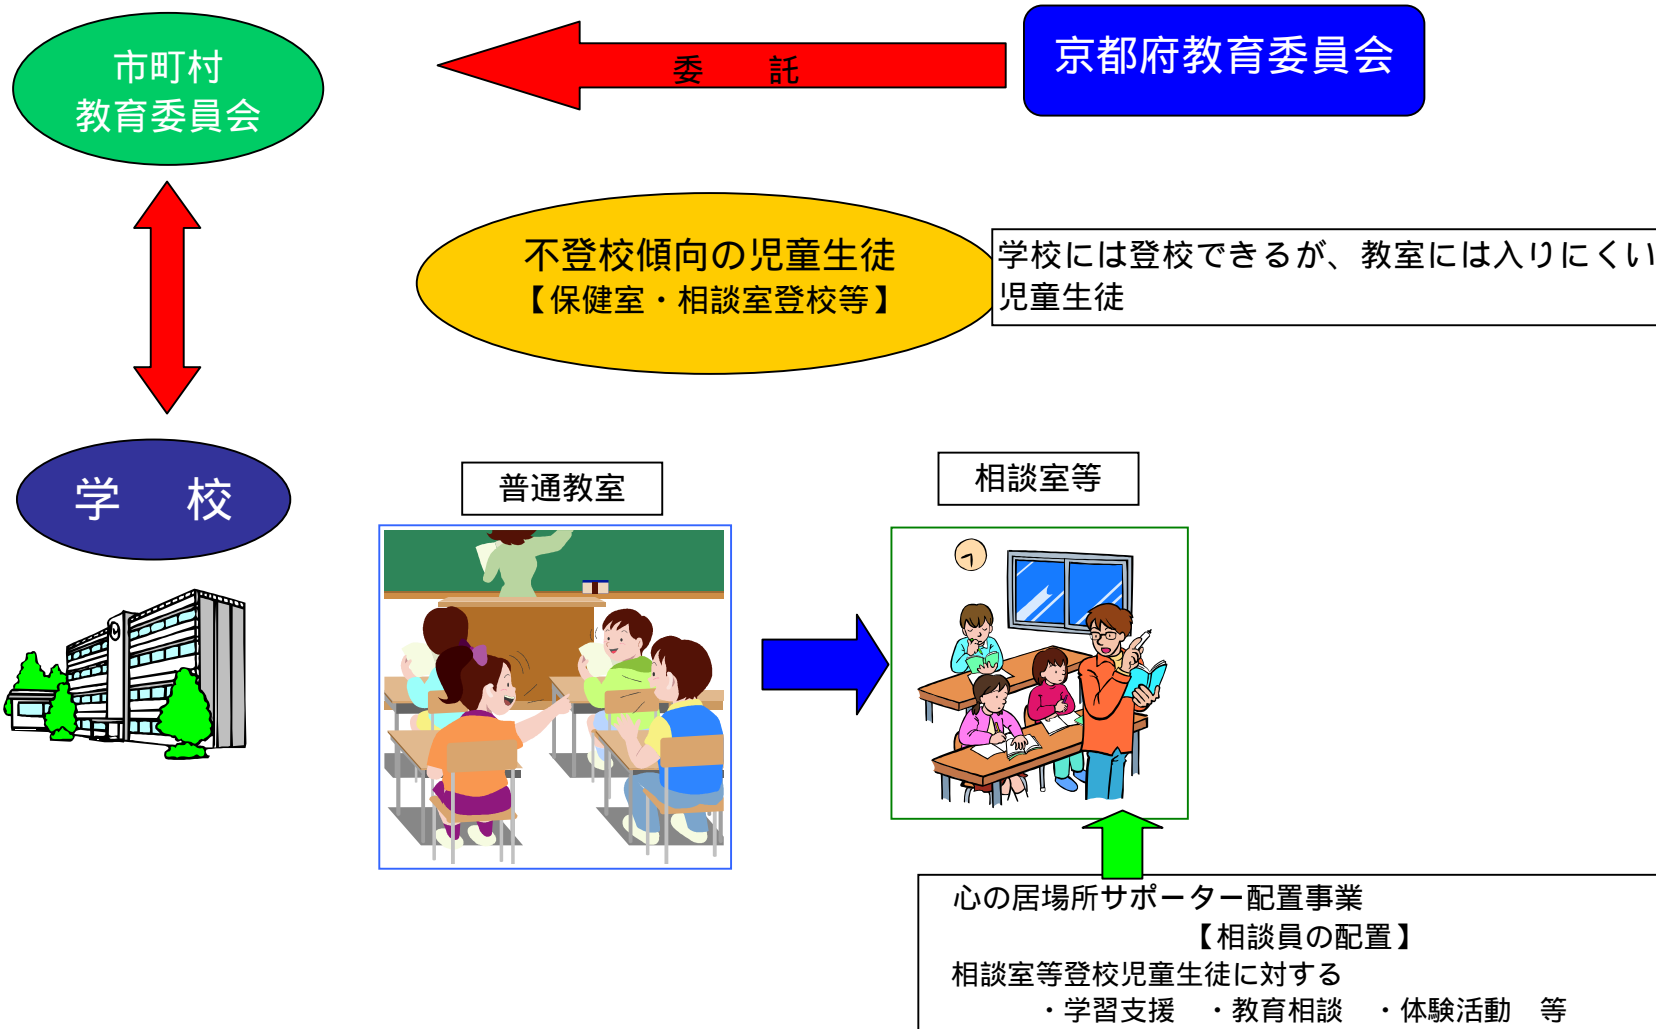 市町村
教育委員会
委　託
京都府教育委員会
不登校傾向の児童生徒
【保健室・相談室登校等】
学校には登校できるが、教室には入りにくい
児童生徒
学　校
普通教室
相談室等
心の居場所サポーター配置事業
【相談員の配置】
相談室等登校児童生徒に対する
・学習支援　・教育相談　・体験活動　等